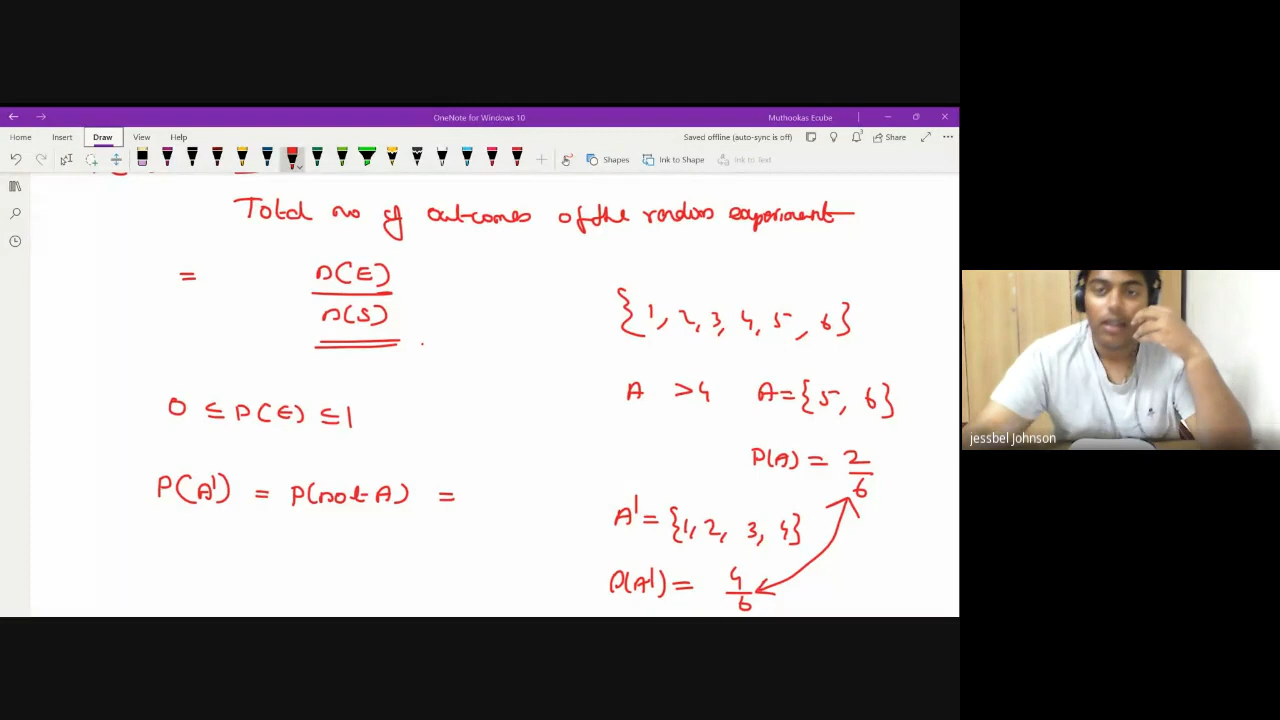 OneNote for Windows 10
Muthookas Ecube
Home Insert Draw View Help
Saved offline (auto-sync is off)
Share
Shapes
Ink to Shape
Ink to Text
Total no of outcomes of the random experiment
= n(E)
n(S)
{1, 2, 3, 4, 5, 6}
A >4 A={5, 6}
0 ≤ P(E) ≤ 1
P(A) = 2
6
P(A') = P(not A) =
A' = {1, 2, 3, 4}
P(A') = 4
6
jessbel Johnson